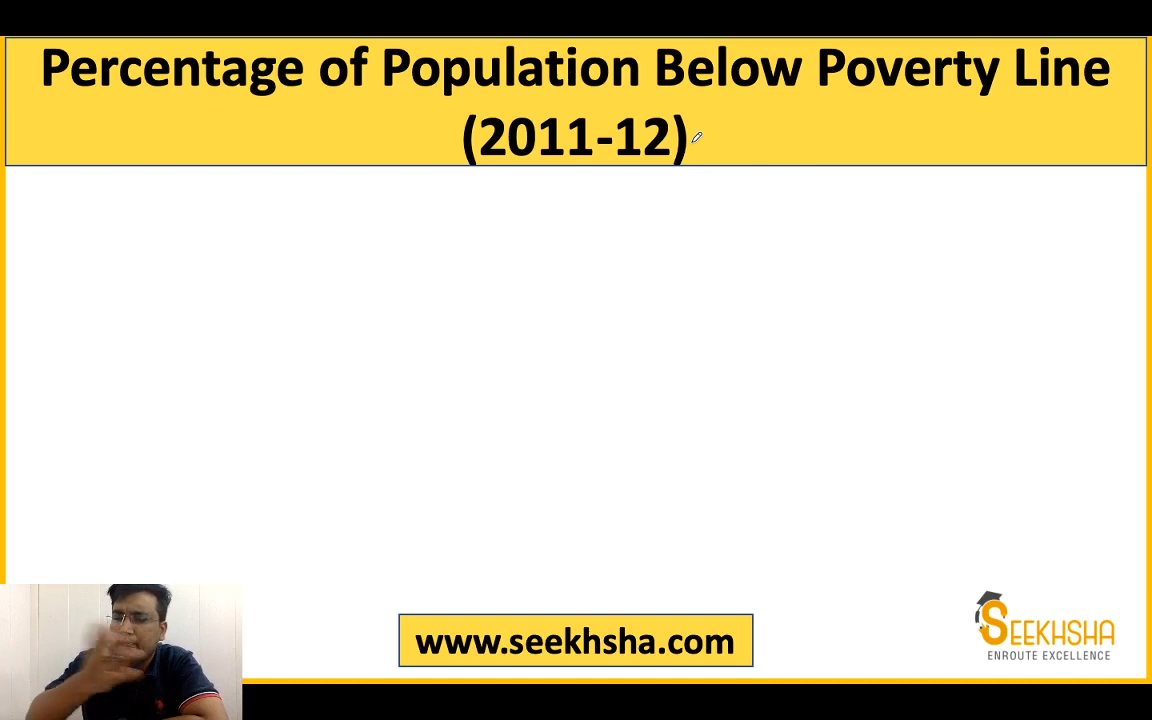 Percentage of Population Below Poverty Line
(2011-12)
www.seekhsha.com
SEEKHSHA
ENROUTE EXCELLENCE